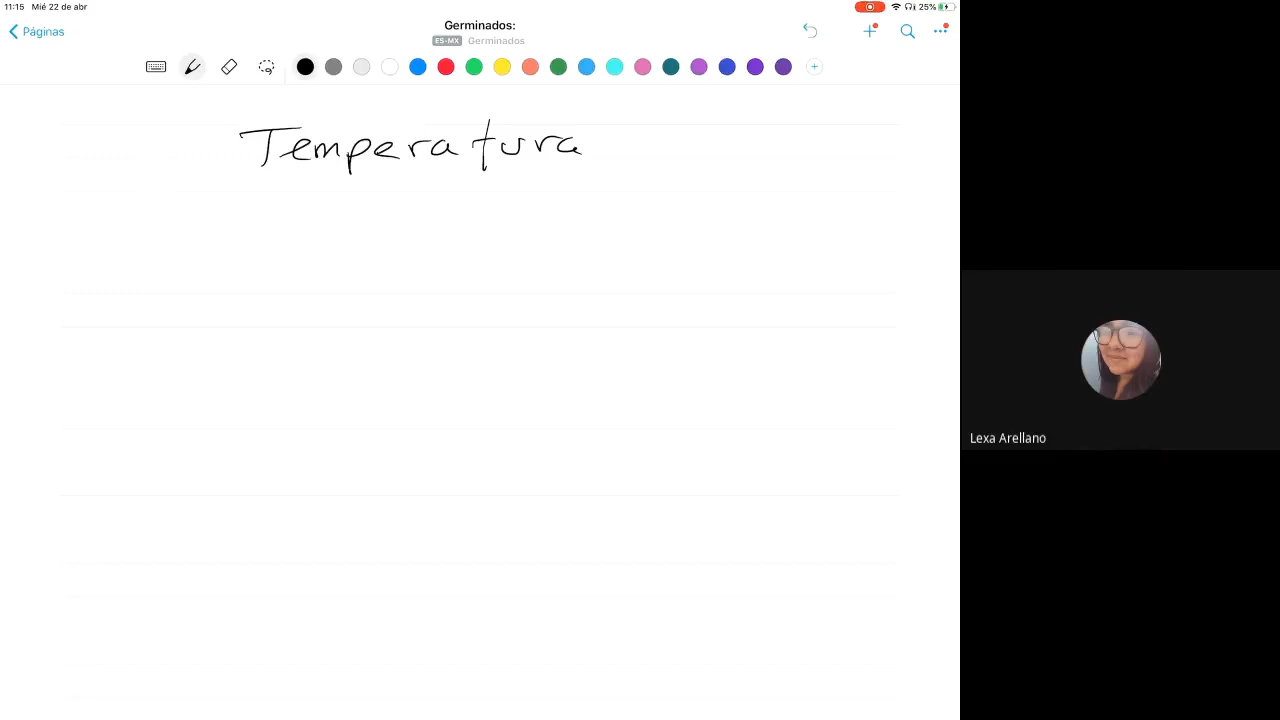 11:15 Mié 22 de abr
25%
Páginas
Germinados:
ES-MX Germinados
Temperatura
Lexa Arellano